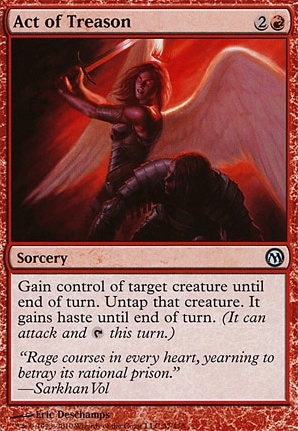 Act of Treason 2
Sorcery
Gain control of target creature until
end of turn. Untap that creature. It
gains haste until end of turn. (It can
attack and this turn.)
"Rage courses in every heart, yearning to
betray its rational prison."
—Sarkhan Vol
Eric Deschamps